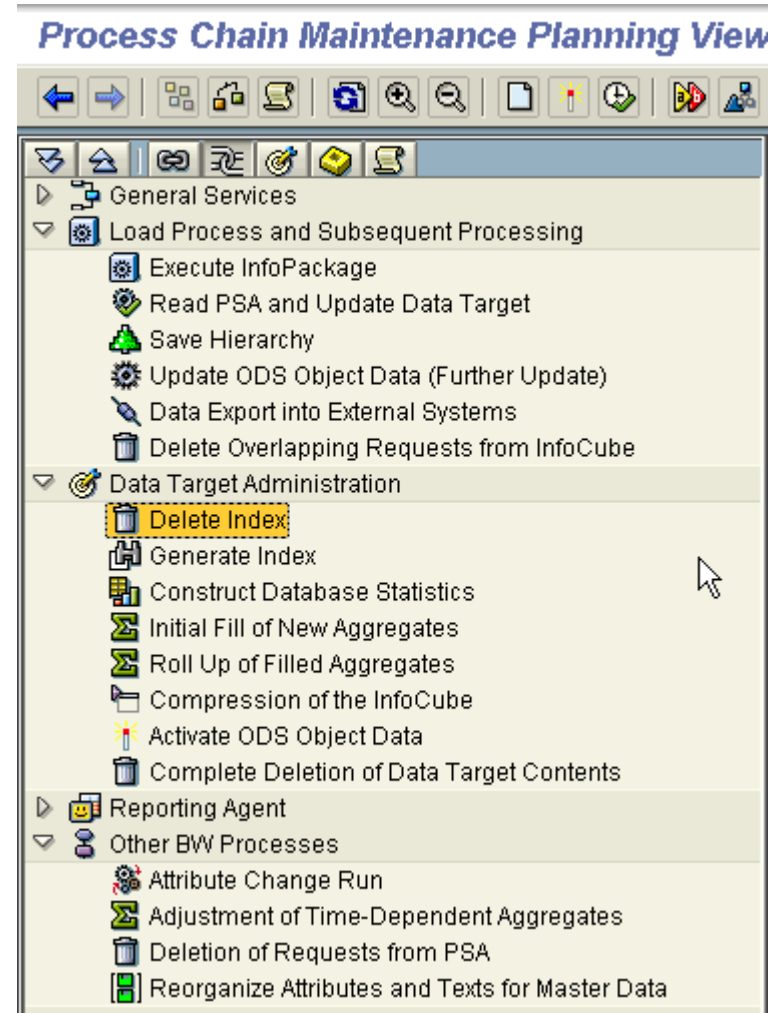 Process Chain Maintenance Planning View
General Services
Load Process and Subsequent Processing
Execute InfoPackage
Read PSA and Update Data Target
Save Hierarchy
Update ODS Object Data (Further Update)
Data Export into External Systems
Delete Overlapping Requests from InfoCube
Data Target Administration
Delete Index
Generate Index
Construct Database Statistics
Initial Fill of New Aggregates
Roll Up of Filled Aggregates
Compression of the InfoCube
Activate ODS Object Data
Complete Deletion of Data Target Contents
Reporting Agent
Other BW Processes
Attribute Change Run
Adjustment of Time-Dependent Aggregates
Deletion of Requests from PSA
Reorganize Attributes and Texts for Master Data